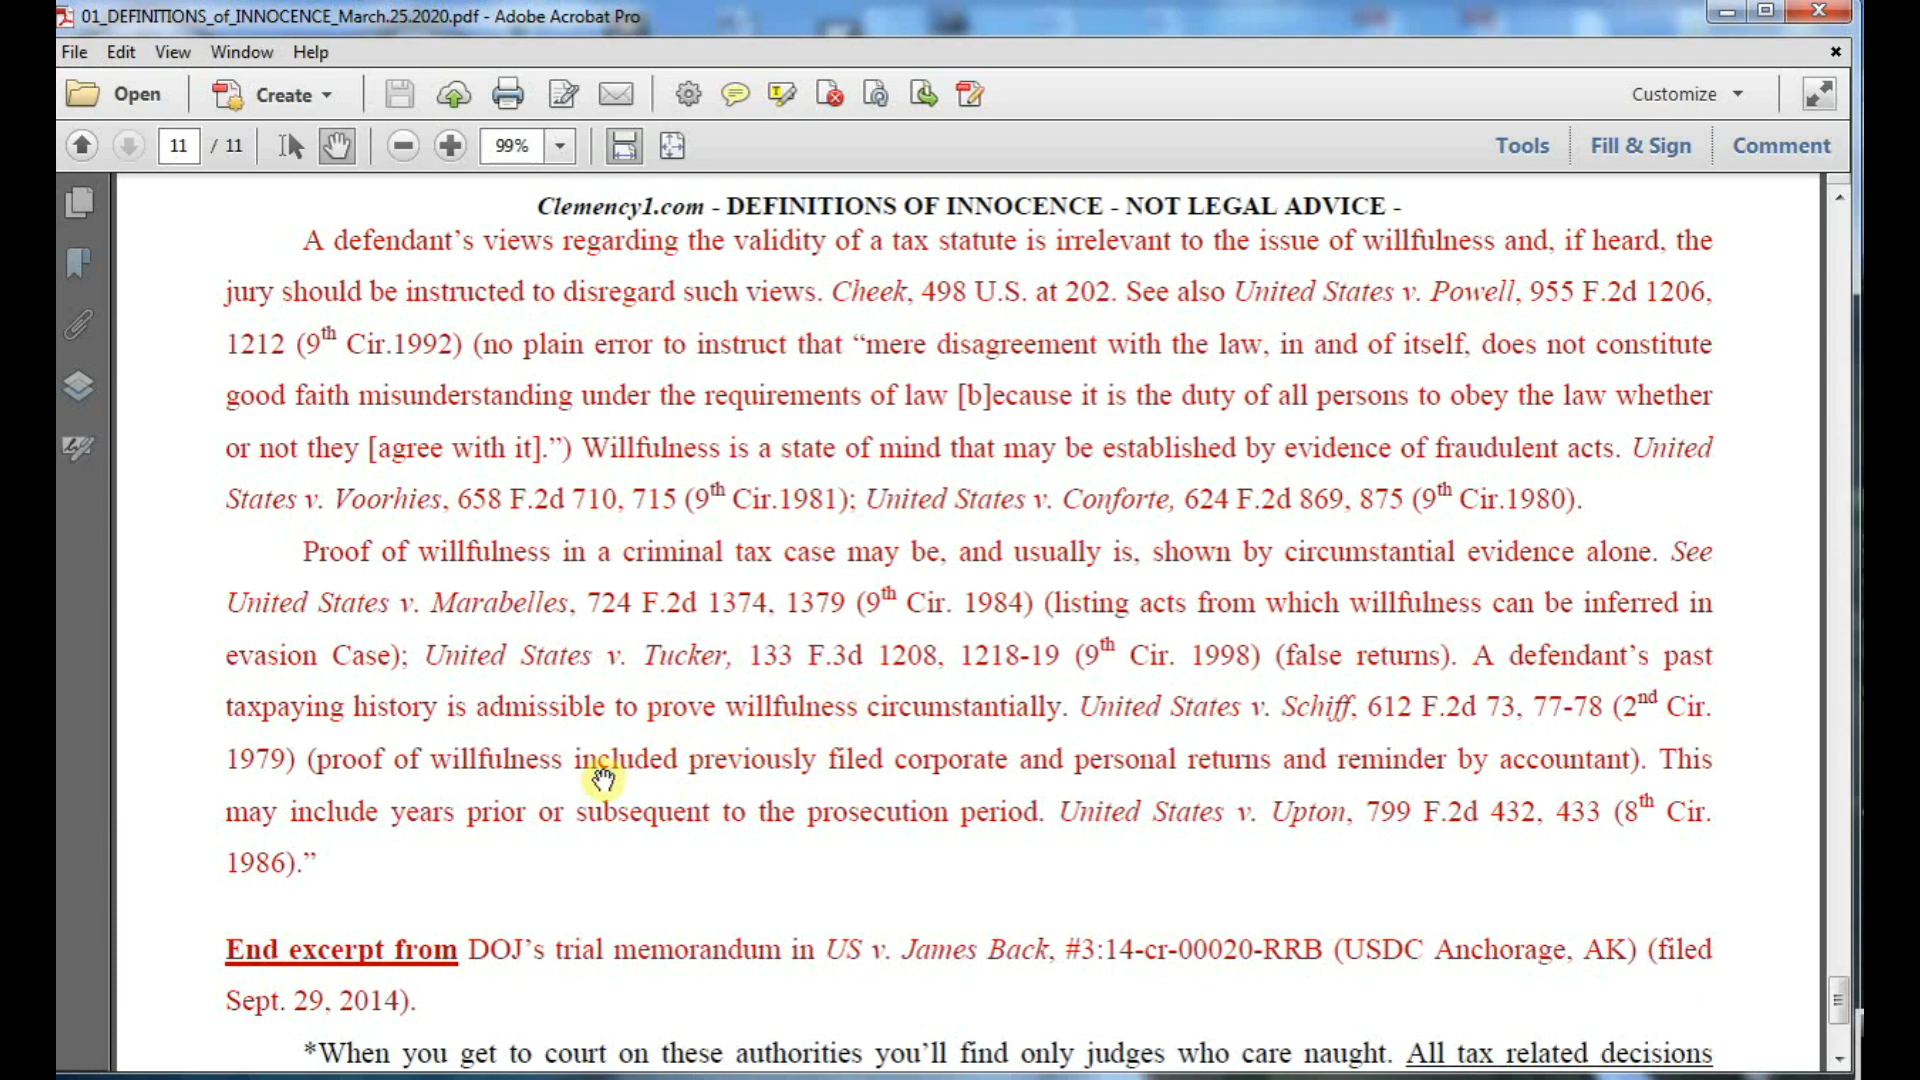 01_DEFINITIONS_of_INNOCENCE_March.25.2020.pdf - Adobe Acrobat Pro
File Edit View Window Help
Open Create Customize
11 / 11 99% Tools Fill & Sign Comment
Clemency1.com - DEFINITIONS OF INNOCENCE - NOT LEGAL ADVICE -
A defendant’s views regarding the validity of a tax statute is irrelevant to the issue of willfulness and, if heard, the
jury should be instructed to disregard such views. Cheek, 498 U.S. at 202. See also United States v. Powell, 955 F.2d 1206,
1212 (9th Cir.1992) (no plain error to instruct that “mere disagreement with the law, in and of itself, does not constitute
good faith misunderstanding under the requirements of law [b]ecause it is the duty of all persons to obey the law whether
or not they [agree with it].”) Willfulness is a state of mind that may be established by evidence of fraudulent acts. United
States v. Voorhies, 658 F.2d 710, 715 (9th Cir.1981); United States v. Conforte, 624 F.2d 869, 875 (9th Cir.1980).
Proof of willfulness in a criminal tax case may be, and usually is, shown by circumstantial evidence alone. See
United States v. Marabelles, 724 F.2d 1374, 1379 (9th Cir. 1984) (listing acts from which willfulness can be inferred in
evasion Case); United States v. Tucker, 133 F.3d 1208, 1218-19 (9th Cir. 1998) (false returns). A defendant’s past
taxpaying history is admissible to prove willfulness circumstantially. United States v. Schiff, 612 F.2d 73, 77-78 (2nd Cir.
1979) (proof of willfulness included previously filed corporate and personal returns and reminder by accountant). This
may include years prior or subsequent to the prosecution period. United States v. Upton, 799 F.2d 432, 433 (8th Cir.
1986).”
End excerpt from DOJ’s trial memorandum in US v. James Back, #3:14-cr-00020-RRB (USDC Anchorage, AK) (filed
Sept. 29, 2014).
*When you get to court on these authorities you’ll find only judges who care naught. All tax related decisions